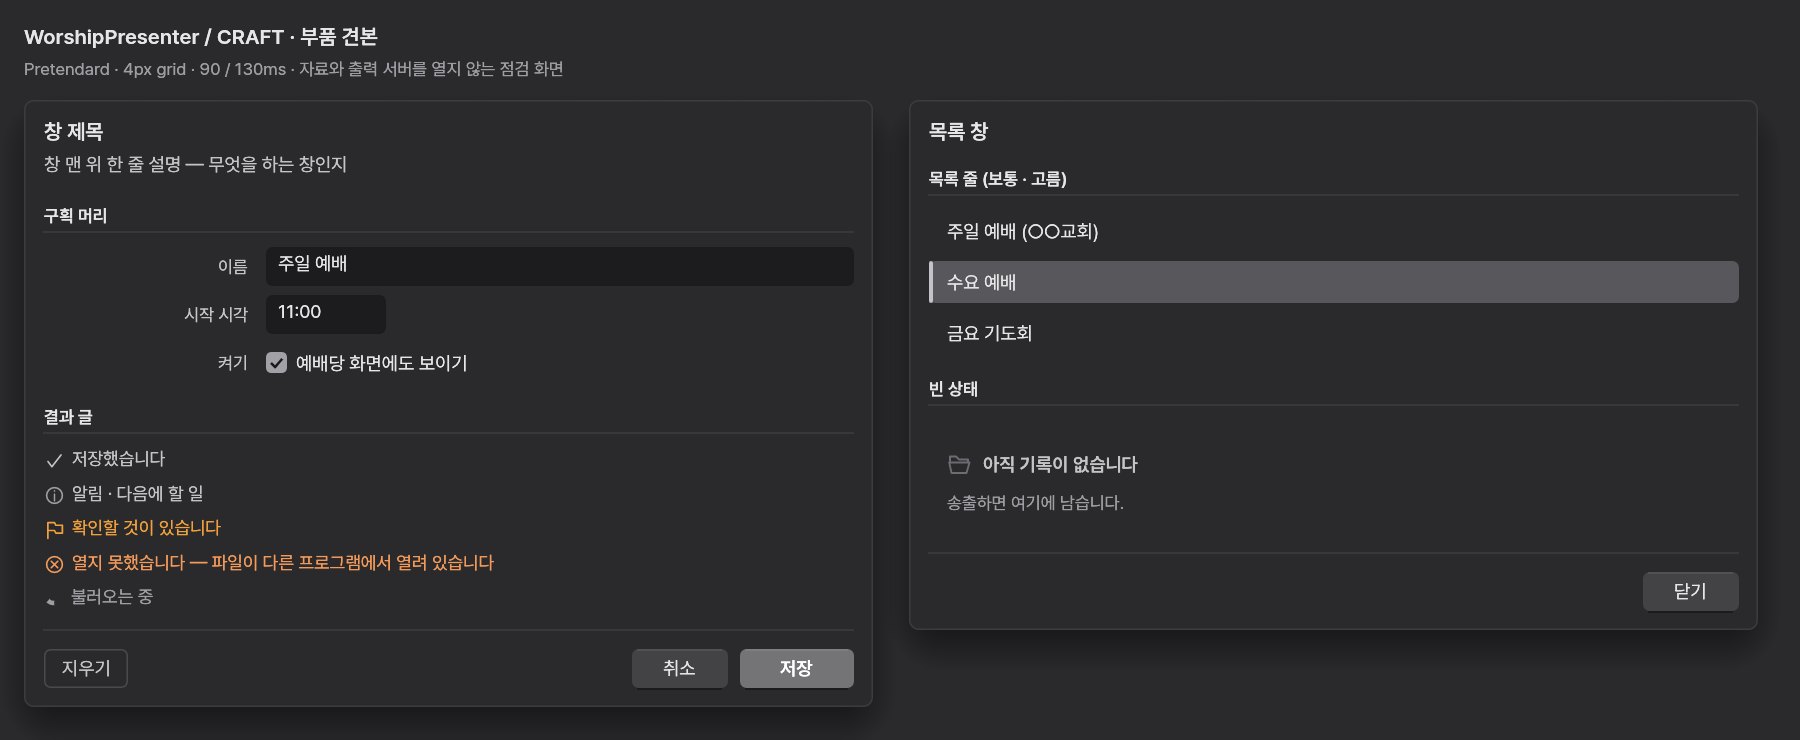 WorshipPresenter / CRAFT · 부품 견본
Pretendard · 4px grid · 90 / 130ms · 자료와 출력 서버를 열지 않는 점검 화면
창 제목
창 맨 위 한 줄 설명 — 무엇을 하는 창인지
구획 머리
이름
주일 예배
시작 시각
11:00
켜기
예배당 화면에도 보이기
결과 글
저장했습니다
알림 · 다음에 할 일
확인할 것이 있습니다
열지 못했습니다 — 파일이 다른 프로그램에서 열려 있습니다
불러오는 중
지우기
취소
저장
목록 창
목록 줄 (보통 · 고름)
주일 예배 (〇〇교회)
수요 예배
금요 기도회
빈 상태
아직 기록이 없습니다
송출하면 여기에 남습니다.
닫기